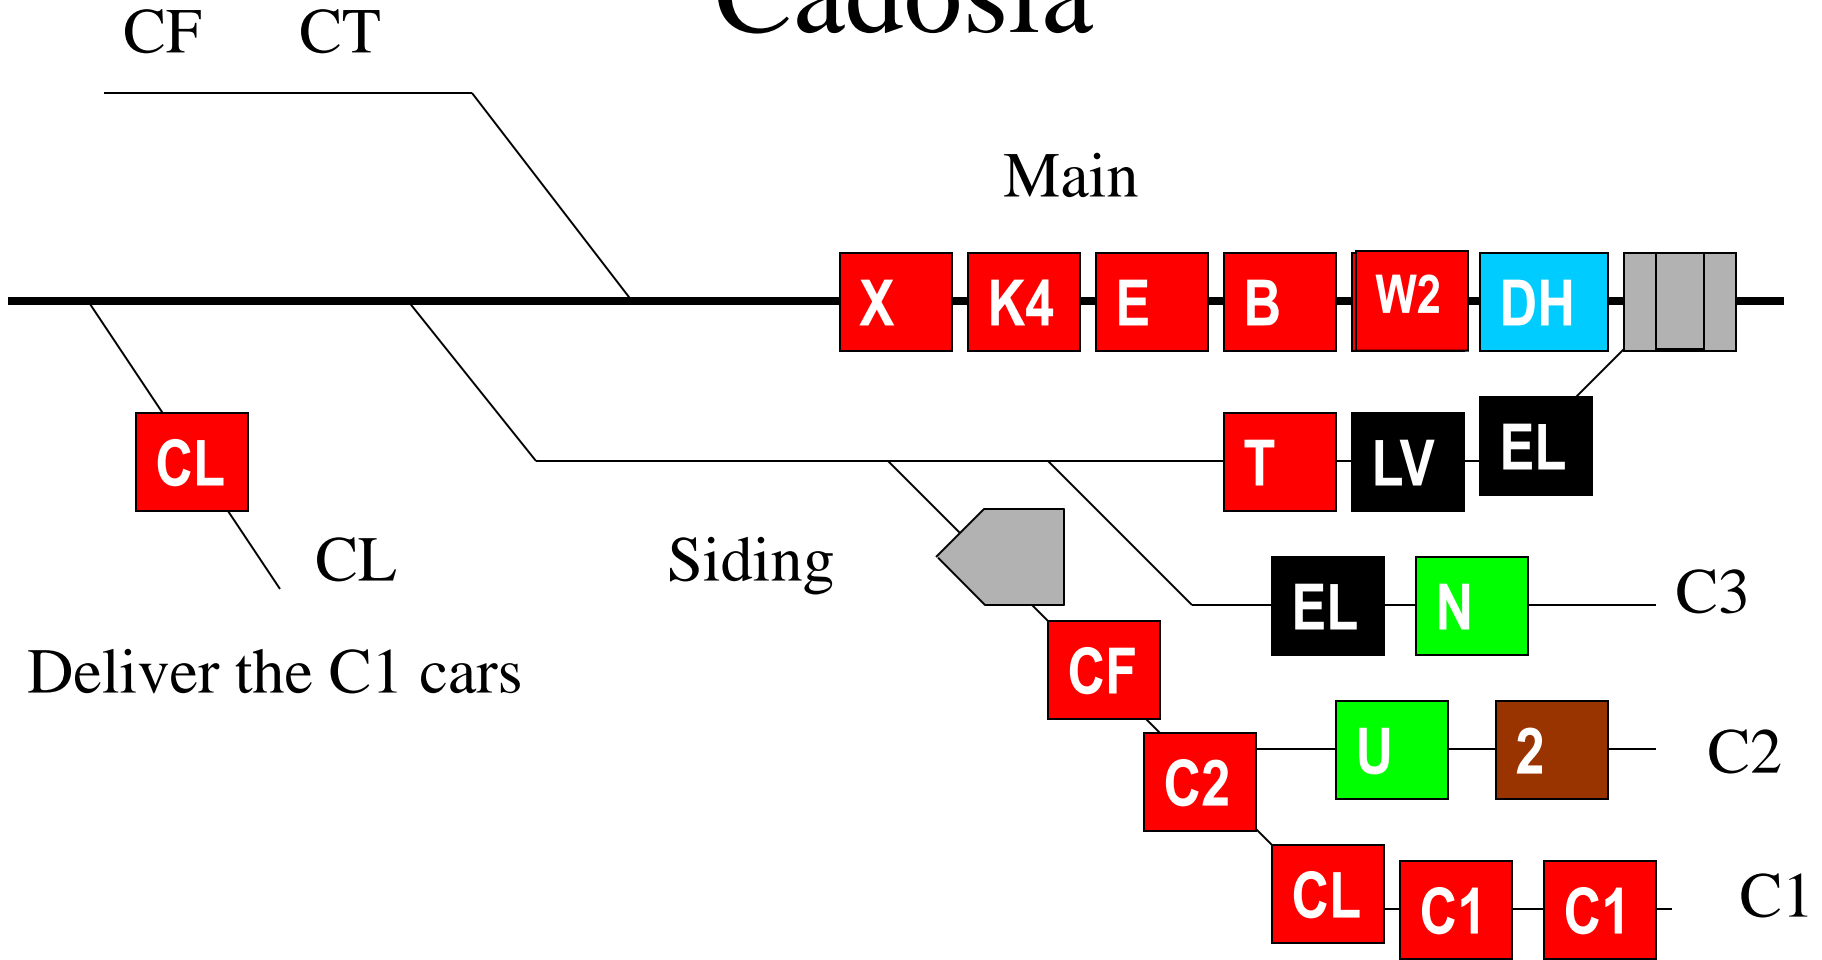 Cadosia
CF CT
Main
X K4 E B W2 DH
CL T LV EL
CL Siding EL N C3
Deliver the C1 cars CF
C2 U 2 C2
CL C1 C1 C1